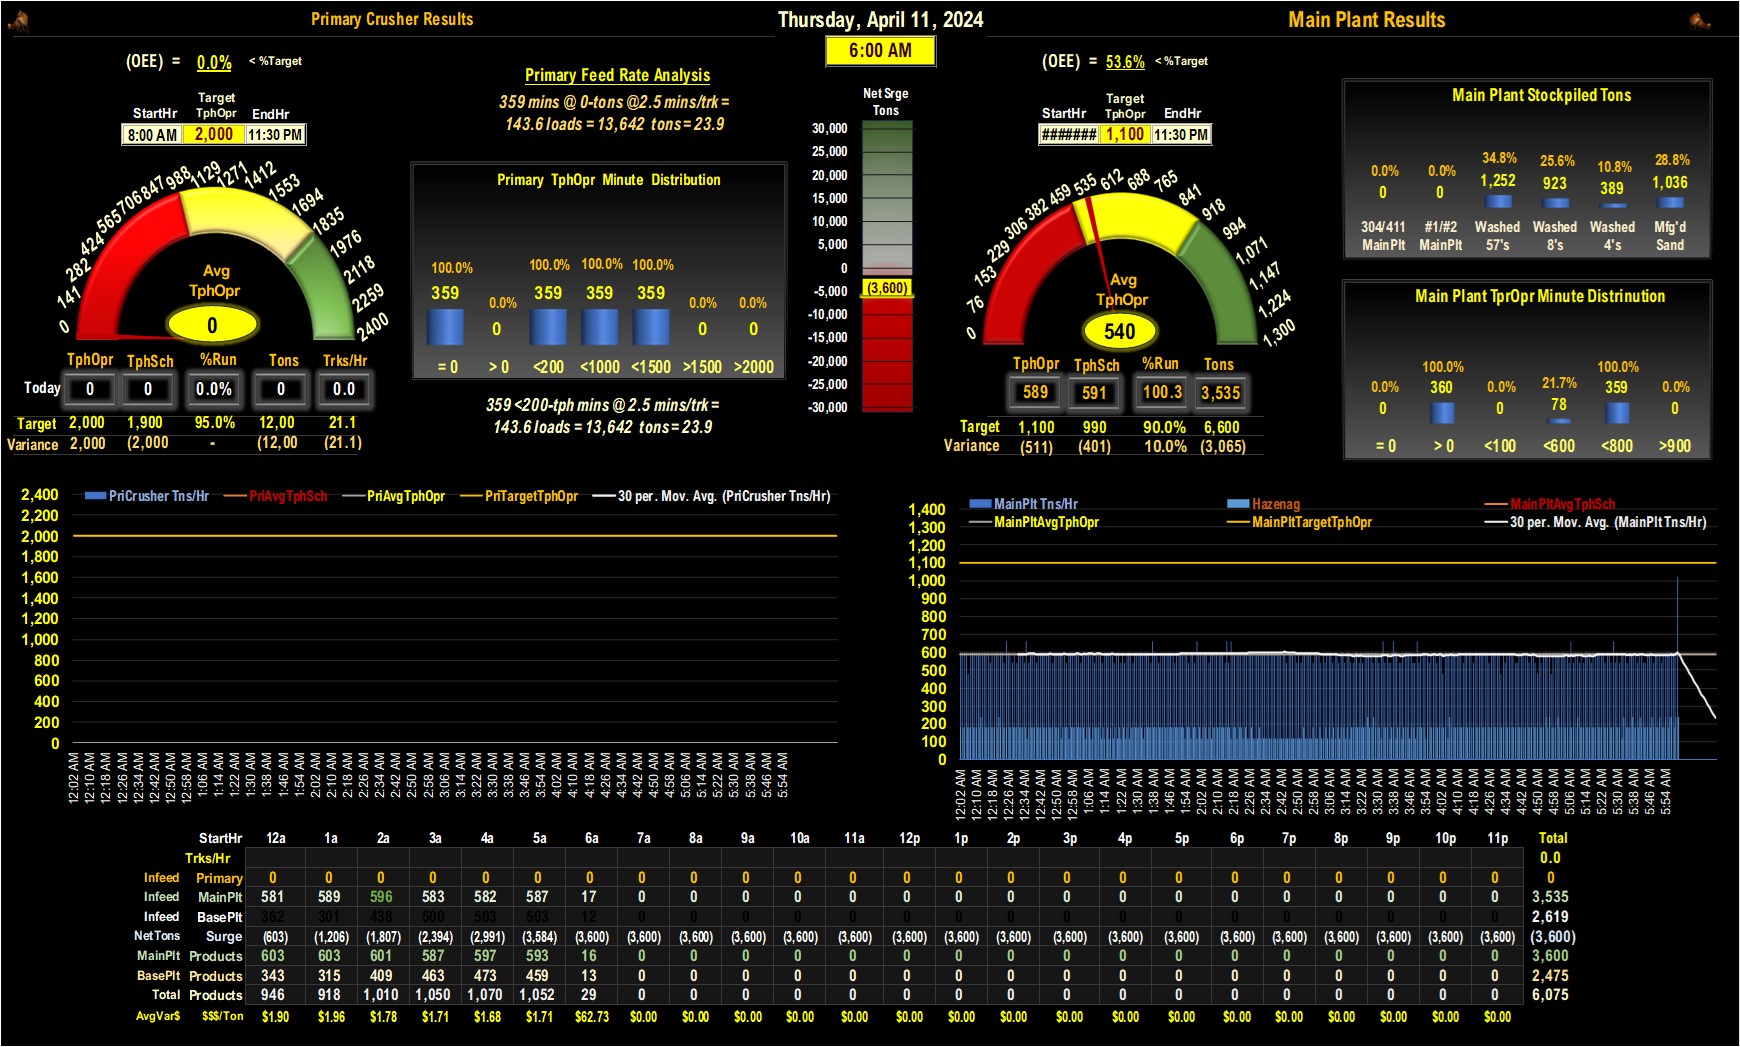 Primary Crusher Results
Thursday, April 11, 2024
Main Plant Results
6:00 AM
(OEE) = 0.0% < %Target
Target
StartHr TphOpr EndHr
8:00 AM 2,000 11:30 PM
0 141 282 424 565 706 847 988 1129 1271 1412 1553 1694 1835 1976 2118 2259 2400
Avg
TphOpr
0
TphOpr TphSch %Run Tons Trks/Hr
Today 0 0 0.0% 0 0.0
Target 2,000 1,900 95.0% 12,00 21.1
Variance 2,000 (2,000 - (12,00 (21.1)
Primary Feed Rate Analysis
359 mins @ 0-tons @2.5 mins/trk =
143.6 loads = 13,642 tons = 23.9
Primary TphOpr Minute Distribution
100.0% 0.0% 100.0% 100.0% 100.0% 0.0% 0.0%
359 0 359 359 359 0 0
= 0 > 0 <200 <1000 <1500 >1500 >2000
359 <200-tph mins @ 2.5 mins/trk =
143.6 loads = 13,642 tons = 23.9
Net Srge
Tons
30,000
25,000
20,000
15,000
10,000
5,000
0
-5,000
(3,600)
-10,000
-15,000
-20,000
-25,000
-30,000
(OEE) = 53.6% < %Target
Target
StartHr TphOpr EndHr
####### 1,100 11:30 PM
0 76 153 229 306 382 459 535 612 688 765 841 918 994 1,071 1,147 1,224 1,300
Avg
TphOpr
540
TphOpr TphSch %Run Tons
589 591 100.3 3,535
Target 1,100 990 90.0% 6,600
Variance (511) (401) 10.0% (3,065)
Main Plant Stockpiled Tons
0.0% 0.0% 34.8% 25.6% 10.8% 28.8%
0 0 1,252 923 389 1,036
304/411 #1/#2 Washed Washed Washed Mfg'd
MainPlt MainPlt 57's 8's 4's Sand
Main Plant TprOpr Minute Distrinution
0.0% 100.0% 0.0% 21.7% 100.0% 0.0%
0 360 0 78 359 0
= 0 > 0 <100 <600 <800 >900
PriCrusher Tns/Hr PriAvgTphSch PriAvgTphOpr PriTargetTphOpr 30 per. Mov. Avg. (PriCrusher Tns/Hr)
2,400
2,200
2,000
1,800
1,600
1,400
1,200
1,000
800
600
400
200
0
12:02 AM 12:10 AM 12:18 AM 12:26 AM 12:34 AM 12:42 AM 12:50 AM 12:58 AM 1:06 AM 1:14 AM 1:22 AM 1:30 AM 1:38 AM 1:46 AM 1:54 AM 2:02 AM 2:10 AM 2:18 AM 2:26 AM 2:34 AM 2:42 AM 2:50 AM 2:58 AM 3:06 AM 3:14 AM 3:22 AM 3:30 AM 3:38 AM 3:46 AM 3:54 AM 4:02 AM 4:10 AM 4:18 AM 4:26 AM 4:34 AM 4:42 AM 4:50 AM 4:58 AM 5:06 AM 5:14 AM 5:22 AM 5:30 AM 5:38 AM 5:46 AM 5:54 AM
MainPlt Tns/Hr Hazenag MainPltAvgTphSch
MainPltAvgTphOpr MainPltTargetTphOpr 30 per. Mov. Avg. (MainPlt Tns/Hr)
1,400
1,300
1,200
1,100
1,000
900
800
700
600
500
400
300
200
100
0
12:02 AM 12:10 AM 12:18 AM 12:26 AM 12:34 AM 12:42 AM 12:50 AM 12:58 AM 1:06 AM 1:14 AM 1:22 AM 1:30 AM 1:38 AM 1:46 AM 1:54 AM 2:02 AM 2:10 AM 2:18 AM 2:26 AM 2:34 AM 2:42 AM 2:50 AM 2:58 AM 3:06 AM 3:14 AM 3:22 AM 3:30 AM 3:38 AM 3:46 AM 3:54 AM 4:02 AM 4:10 AM 4:18 AM 4:26 AM 4:34 AM 4:42 AM 4:50 AM 4:58 AM 5:06 AM 5:14 AM 5:22 AM 5:30 AM 5:38 AM 5:46 AM 5:54 AM
StartHr 12a 1a 2a 3a 4a 5a 6a 7a 8a 9a 10a 11a 12p 1p 2p 3p 4p 5p 6p 7p 8p 9p 10p 11p Total
Trks/Hr 0.0
Infeed Primary 0 0 0 0 0 0 0 0 0 0 0 0 0 0 0 0 0 0 0 0 0 0 0 0 0
Infeed MainPlt 581 589 596 583 582 587 17 0 0 0 0 0 0 0 0 0 0 0 0 0 0 0 0 0 3,535
Infeed BasePlt 362 301 438 500 503 503 12 0 0 0 0 0 0 0 0 0 0 0 0 0 0 0 0 0 2,619
NetTons Surge (603) (1,206) (1,807) (2,394) (2,991) (3,584) (3,600) (3,600) (3,600) (3,600) (3,600) (3,600) (3,600) (3,600) (3,600) (3,600) (3,600) (3,600) (3,600) (3,600) (3,600) (3,600) (3,600) (3,600) (3,600)
MainPlt Products 603 603 601 587 597 593 16 0 0 0 0 0 0 0 0 0 0 0 0 0 0 0 0 0 3,600
BasePlt Products 343 315 409 463 473 459 13 0 0 0 0 0 0 0 0 0 0 0 0 0 0 0 0 0 2,475
Total Products 946 918 1,010 1,050 1,070 1,052 29 0 0 0 0 0 0 0 0 0 0 0 0 0 0 0 0 0 6,075
AvgVar$ $$$/Ton $1.90 $1.96 $1.78 $1.71 $1.68 $1.71 $62.73 $0.00 $0.00 $0.00 $0.00 $0.00 $0.00 $0.00 $0.00 $0.00 $0.00 $0.00 $0.00 $0.00 $0.00 $0.00 $0.00 $0.00